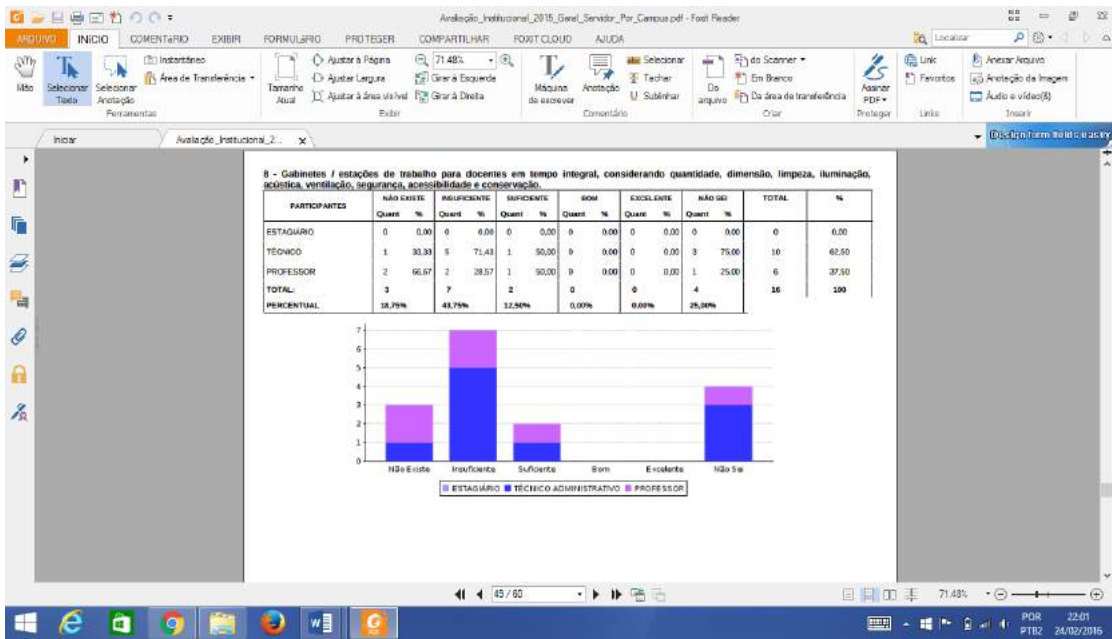 Avaliação_Institucional_2015_Geral_Servidor_Por_Campus.pdf - Foxit Reader
ARQUIVO INÍCIO COMENTÁRIO EXIBIR FORMULÁRIO PROTEGER COMPARTILHAR FOXIT CLOUD AJUDA Localizar
Mão
Selecionar Texto
Selecionar Anotação
Instantâneo
Área de Transferência
Ferramentas
Tamanho Atual
Ajustar à Página
Ajustar Largura
Ajustar à área visível
71.48%
Girar à Esquerda
Girar à Direita
Exibir
Máquina de escrever
Anotação
Selecionar
Tachar
Sublinhar
Comentário
Do arquivo
Do Scanner
Em Branco
Da área de transferência
Criar
Assinar PDF
Proteger
Link
Favoritos
Links
Anexar Arquivo
Anotação da Imagem
Áudio e vídeo(S)
Inserir
Iniciar
Avaliação_Institucional_2...
Design form fields easily
8 - Gabinetes / estações de trabalho para docentes em tempo integral, considerando quantidade, dimensão, limpeza, iluminação,
acústica, ventilação, segurança, acessibilidade e conservação.
PARTICIPANTES NÃO EXISTE INSUFICIENTE SUFICIENTE BOM EXCELENTE NÃO SEI TOTAL %
Quant % Quant % Quant % Quant % Quant % Quant %
ESTAGIÁRIO 0 0,00 0 0,00 0 0,00 0 0,00 0 0,00 0 0,00 0 0,00
TÉCNICO 1 33,33 5 71,43 1 50,00 0 0,00 0 0,00 3 75,00 10 62,50
PROFESSOR 2 66,67 2 28,57 1 50,00 0 0,00 0 0,00 1 25,00 6 37,50
TOTAL: 3 7 2 0 0 4 16 100
PERCENTUAL 18,75% 43,75% 12,50% 0,00% 0,00% 25,00%
7
6
5
4
3
2
1
0
Não Existe Insuficiente Suficiente Bom Excelente Não Sei
ESTAGIÁRIO TÉCNICO ADMINISTRATIVO PROFESSOR
49 / 60
71.48%
POR 22:01
PTB2 24/02/2016